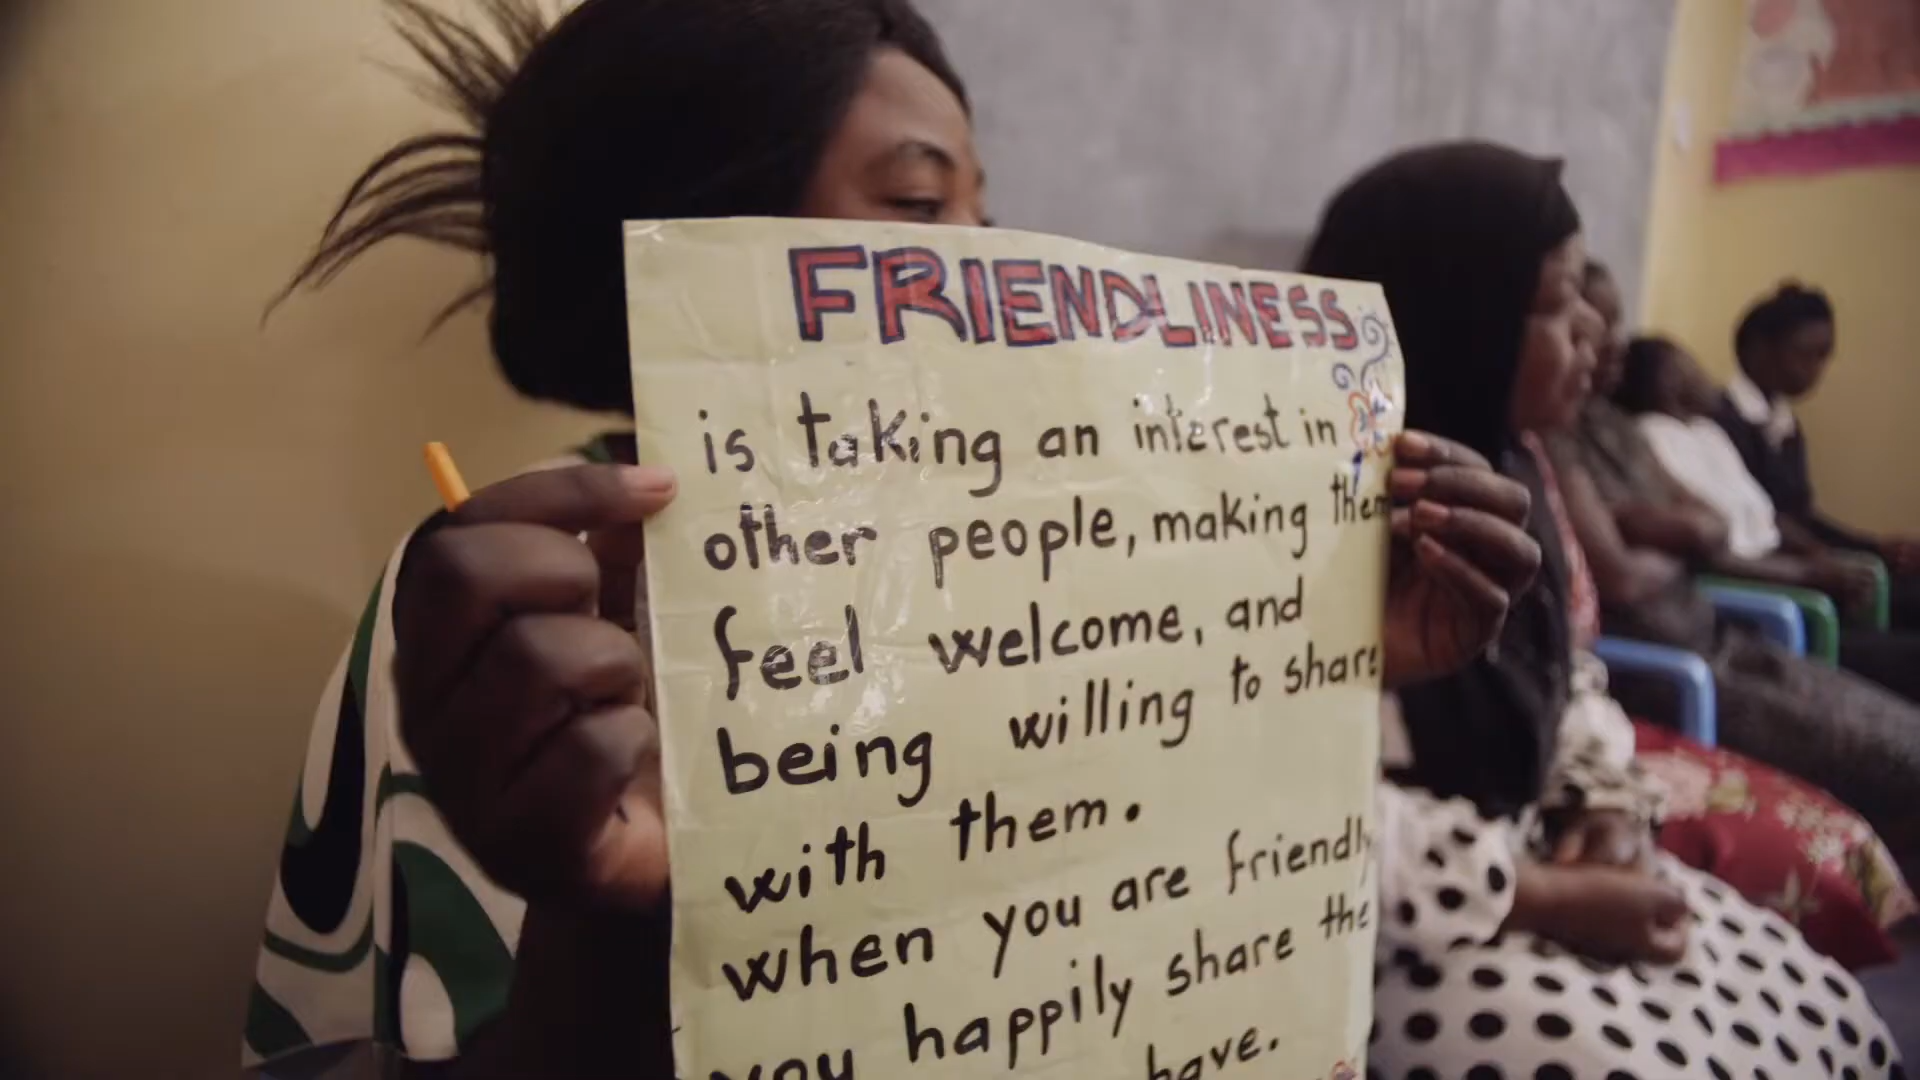 FRIENDLINESS
is taking an interest in
other people, making them
feel welcome, and
being willing to share
with them.
when you are friendly
you happily share the
have.